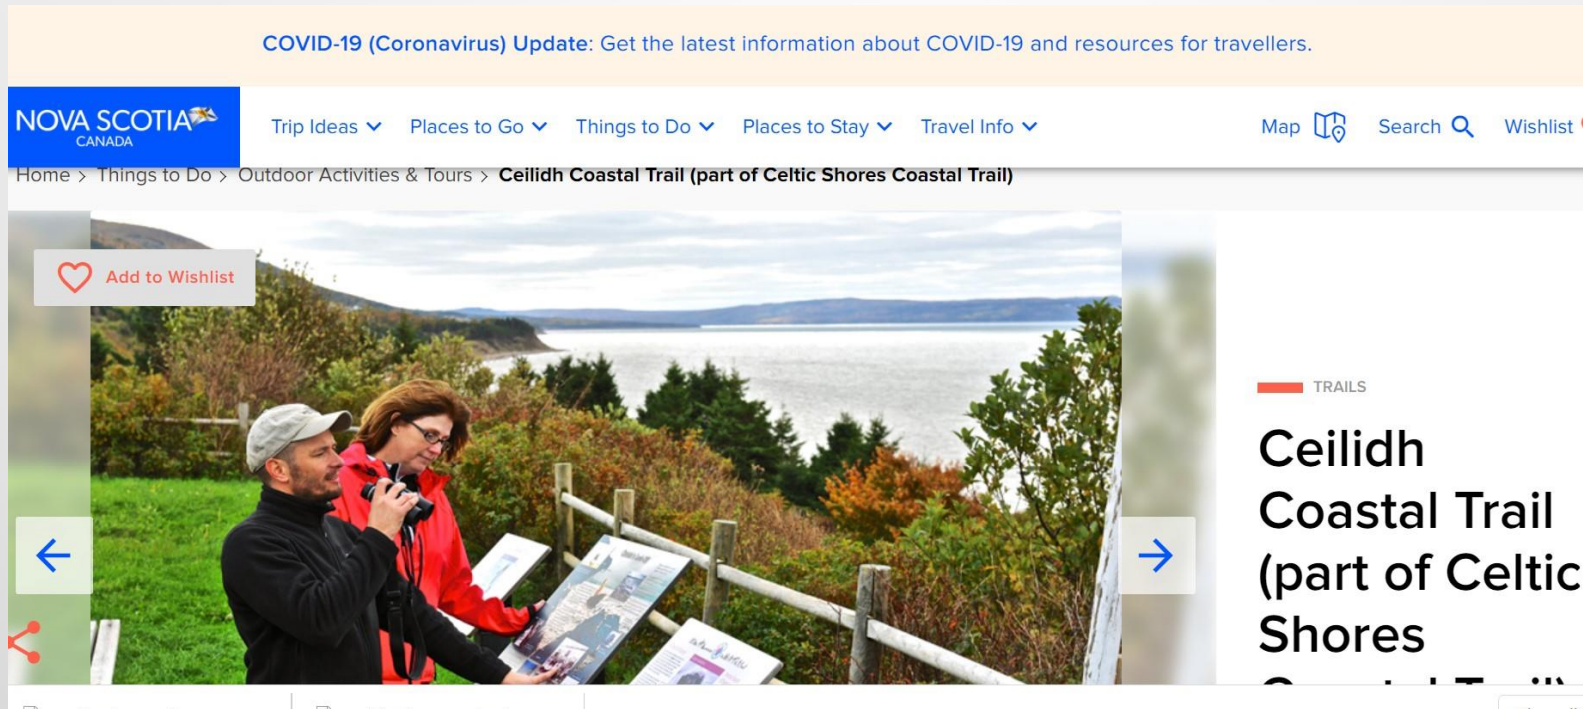 COVID-19 (Coronavirus) Update: Get the latest information about COVID-19 and resources for travellers.
NOVA SCOTIA
CANADA
Trip Ideas Places to Go Things to Do Places to Stay Travel Info Map Search Wishlist
Home > Things to Do > Outdoor Activities & Tours > Ceilidh Coastal Trail (part of Celtic Shores Coastal Trail)
Add to Wishlist
TRAILS
Ceilidh
Coastal Trail
(part of Celtic
Shores
Coastal Trail)